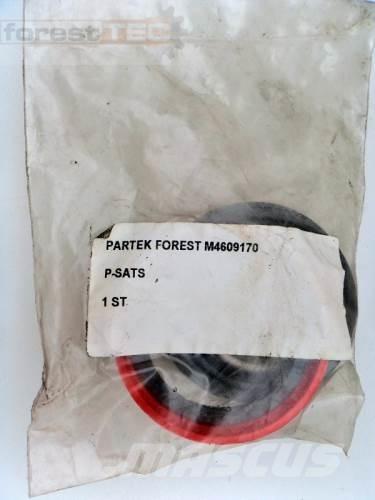 forestTEC
PARTEK FOREST M4609170
P-SATS
1 ST
MASCUS